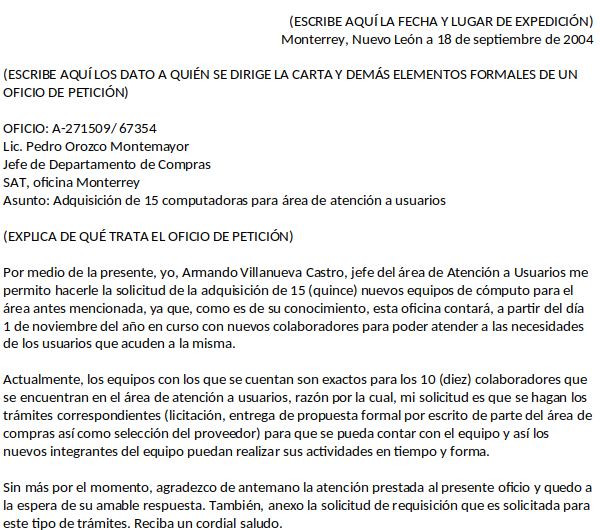 (ESCRIBE AQUÍ LA FECHA Y LUGAR DE EXPEDICIÓN)
Monterrey, Nuevo León a 18 de septiembre de 2004
(ESCRIBE AQUÍ LOS DATO A QUIÉN SE DIRIGE LA CARTA Y DEMÁS ELEMENTOS FORMALES DE UN
OFICIO DE PETICIÓN)
OFICIO: A-271509/ 67354
Lic. Pedro Orozco Montemayor
Jefe de Departamento de Compras
SAT, oficina Monterrey
Asunto: Adquisición de 15 computadoras para área de atención a usuarios
(EXPLICA DE QUÉ TRATA EL OFICIO DE PETICIÓN)
Por medio de la presente, yo, Armando Villanueva Castro, jefe del área de Atención a Usuarios me
permito hacerle la solicitud de la adquisición de 15 (quince) nuevos equipos de cómputo para el
área antes mencionada, ya que, como es de su conocimiento, esta oficina contará, a partir del día
1 de noviembre del año en curso con nuevos colaboradores para poder atender a las necesidades
de los usuarios que acuden a la misma.
Actualmente, los equipos con los que se cuentan son exactos para los 10 (diez) colaboradores que
se encuentran en el área de atención a usuarios, razón por la cual, mi solicitud es que se hagan los
trámites correspondientes (licitación, entrega de propuesta formal por escrito de parte del área de
compras así como selección del proveedor) para que se pueda contar con el equipo y así los
nuevos integrantes del equipo puedan realizar sus actividades en tiempo y forma.
Sin más por el momento, agradezco de antemano la atención prestada al presente oficio y quedo a
la espera de su amable respuesta. También, anexo la solicitud de requisición que es solicitada para
este tipo de trámites. Reciba un cordial saludo.